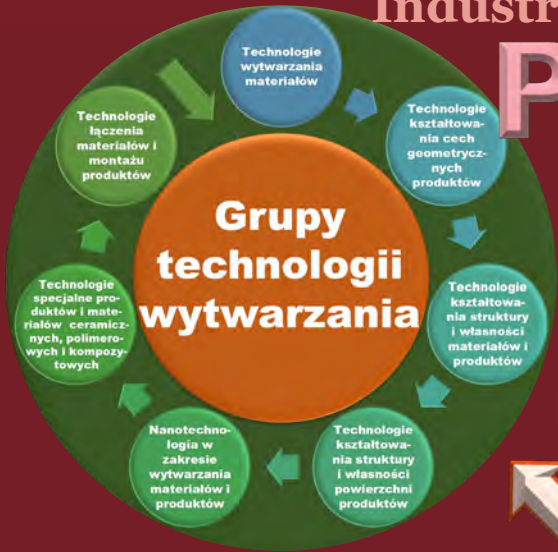 Industr
P
Technologie
wytwarzania
materiałów
Technologie
kształtowa-
nia cech
geometrycz-
nych
produktów
Technologie
kształtowa-
nia struktury
i własności
materiałów i
produktów
Technologie
kształtowa-
nia struktury
i własności
powierzchni
produktów
Nanotechno-
logia w
zakresie
wytwarzania
materiałów i
produktów
Technologie
specjalne pro-
duktów i mate-
riałów ceramicz-
nych, polimero-
wych i kompozy-
towych
Technologie
łączenia
materiałów i
montażu
produktów
Grupy
technologii
wytwarzania